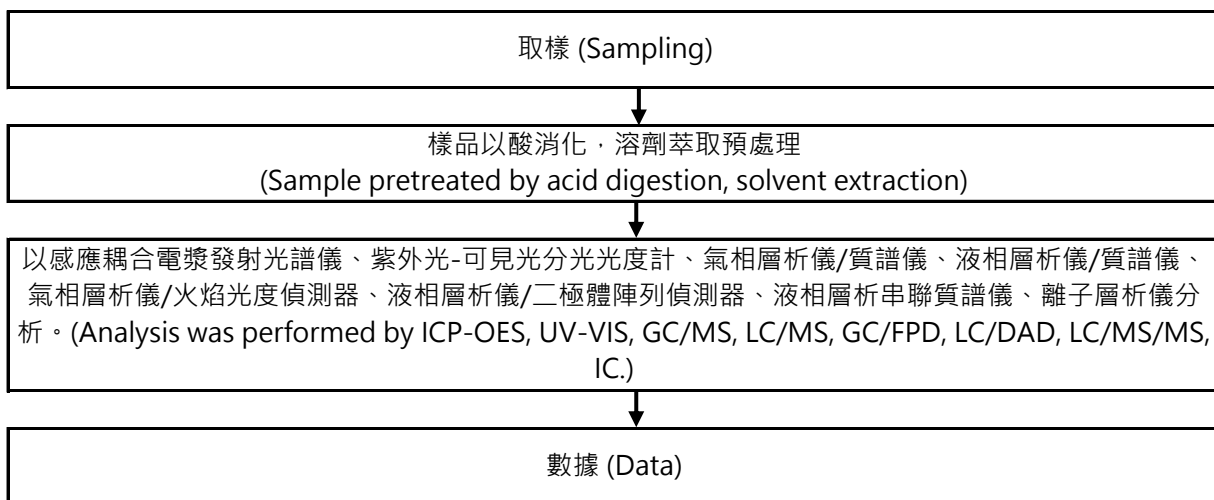 取樣 (Sampling)
樣品以酸消化，溶劑萃取預處理
(Sample pretreated by acid digestion, solvent extraction)
以感應耦合電漿發射光譜儀、紫外光-可見光分光光度計、氣相層析儀/質譜儀、液相層析儀/質譜儀、
氣相層析儀/火焰光度偵測器、液相層析儀/二極體陣列偵測器、液相層析串聯質譜儀、離子層析儀分
析。(Analysis was performed by ICP-OES, UV-VIS, GC/MS, LC/MS, GC/FPD, LC/DAD, LC/MS/MS,
IC.)
數據 (Data)